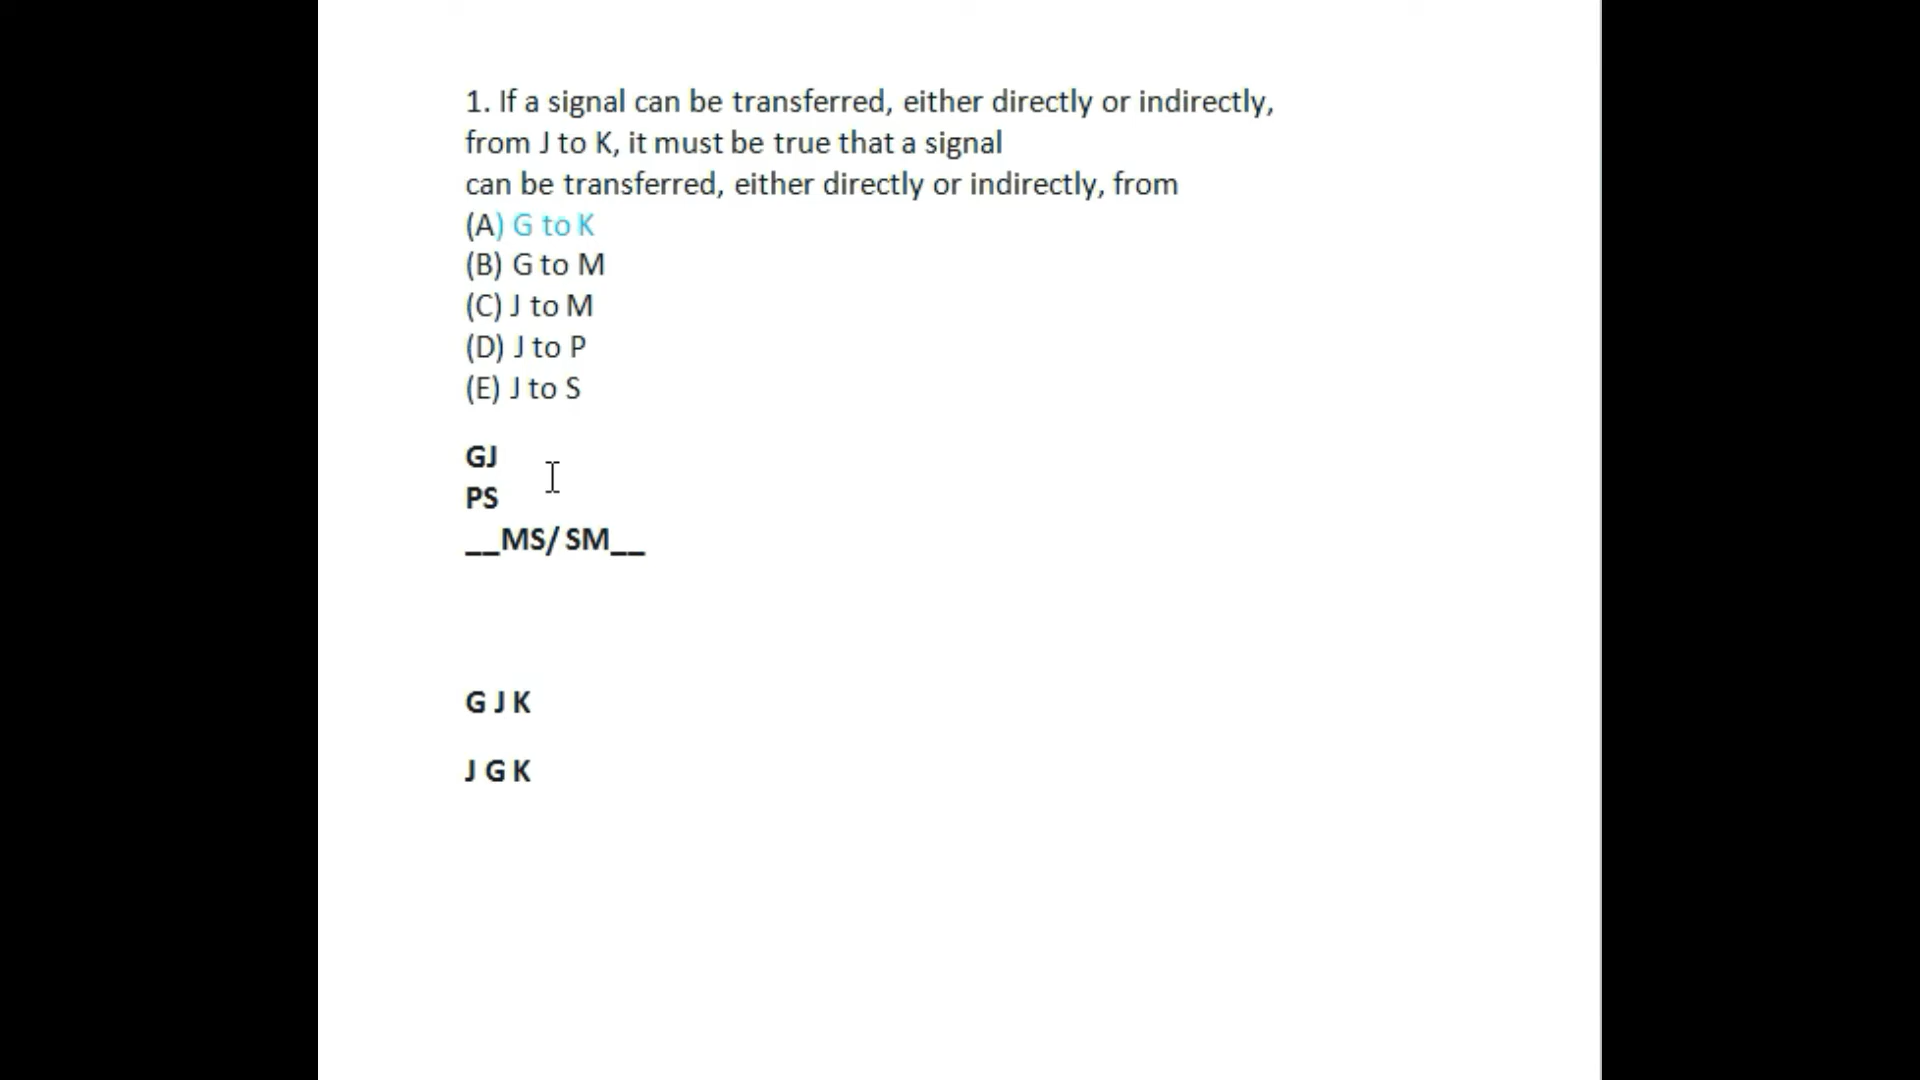 1. If a signal can be transferred, either directly or indirectly,
from J to K, it must be true that a signal
can be transferred, either directly or indirectly, from
(A) G to K
(B) G to M
(C) J to M
(D) J to P
(E) J to S
GJ
PS
__MS/ SM__
G J K
J G K